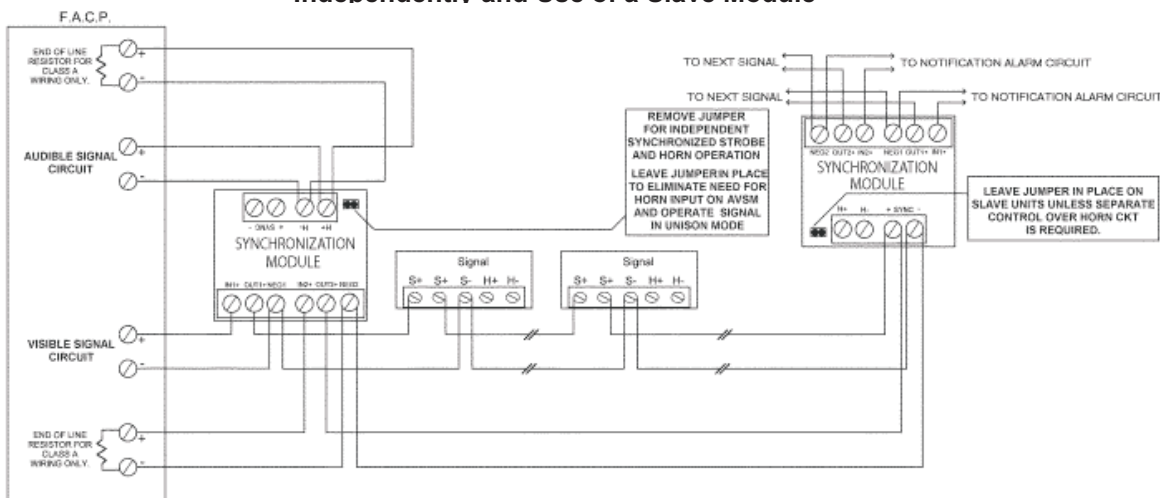 Independently and Use of a Slave Module
F.A.C.P.
END OF LINE
RESISTOR FOR
CLASS A
WIRING ONLY.
+
-
AUDIBLE SIGNAL
CIRCUIT
+
-
- SYNC +
-H
+H
SYNCHRONIZATION
MODULE
IN1+ OUT1+ NEG1 IN2+ OUT2+ NEG2
REMOVE JUMPER
FOR INDEPENDENT
SYNCHRONIZED STROBE
AND HORN OPERATION
LEAVE JUMPER IN PLACE
TO ELIMINATE NEED FOR
HORN INPUT ON AVSM
AND OPERATE SIGNAL
IN UNISON MODE
TO NEXT SIGNAL
TO NOTIFICATION ALARM CIRCUIT
TO NEXT SIGNAL
TO NOTIFICATION ALARM CIRCUIT
NEG2 OUT2+ IN2+ NEG1 OUT1+ IN1+
SYNCHRONIZATION
MODULE
H+ H- + SYNC -
LEAVE JUMPER IN PLACE ON
SLAVE UNITS UNLESS SEPARATE
CONTROL OVER HORN CKT
IS REQUIRED.
Signal
S+ S+ S- H+ H-
Signal
S+ S+ S- H+ H-
VISIBLE SIGNAL
CIRCUIT
+
-
END OF LINE
RESISTOR FOR
CLASS A
WIRING ONLY.
+
-